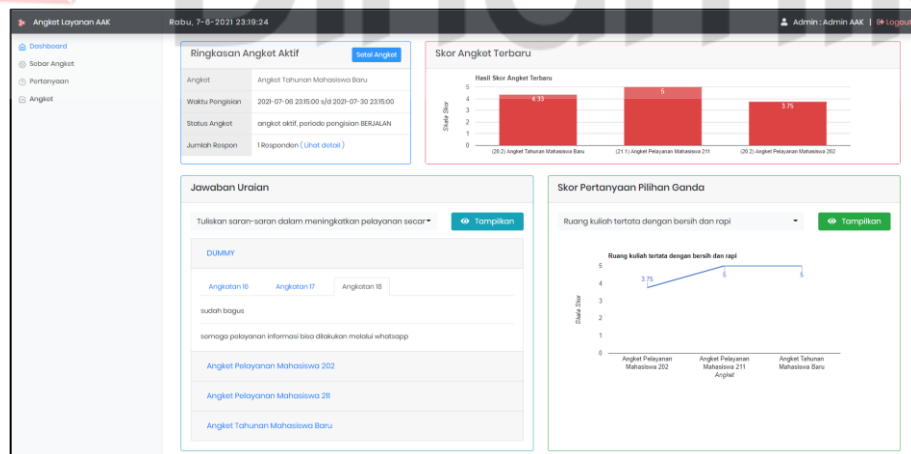 Angket Layanan AAK
Rabu, 7-6-2021 23:19:24
Admin : Admin AAK | Logout
Dashboard
Sebar Angket
Pertanyaan
Angket
Ringkasan Angket Aktif
Setel Angket
Angket Angket Tahunan Mahasiswa Baru
Waktu Pengisian 2021-07-06 23:15:00 s/d 2021-07-30 23:15:00
Status Angket angket aktif, periode pengisian BERJALAN
Jumlah Respon 1 Responden ( Lihat detail )
Skor Angket Terbaru
Hasil Skor Angket Terbaru
Skala Skor
5
4
3
2
1
0
4.33
5
3.75
(20.2) Angket Tahunan Mahasiswa Baru
(21.1) Angket Pelayanan Mahasiswa 211
(20.2) Angket Pelayanan Mahasiswa 202
Jawaban Uraian
Tuliskan saran-saran dalam meningkatkan pelayanan secar
Tampilkan
DUMMY
Angkatan 16 Angkatan 17 Angkatan 18
sudah bagus
semoga pelayanan informasi bisa dilakukan melalui whatsapp
Angket Pelayanan Mahasiswa 202
Angket Pelayanan Mahasiswa 211
Angket Tahunan Mahasiswa Baru
Skor Pertanyaan Pilihan Ganda
Ruang kuliah tertata dengan bersih dan rapi
Tampilkan
Ruang kuliah tertata dengan bersih dan rapi
Skala Skor
5
4
3
2
1
0
3.75
5
5
Angket Pelayanan
Mahasiswa 202
Angket Pelayanan
Mahasiswa 211
Angket Tahunan
Mahasiswa Baru
Angket